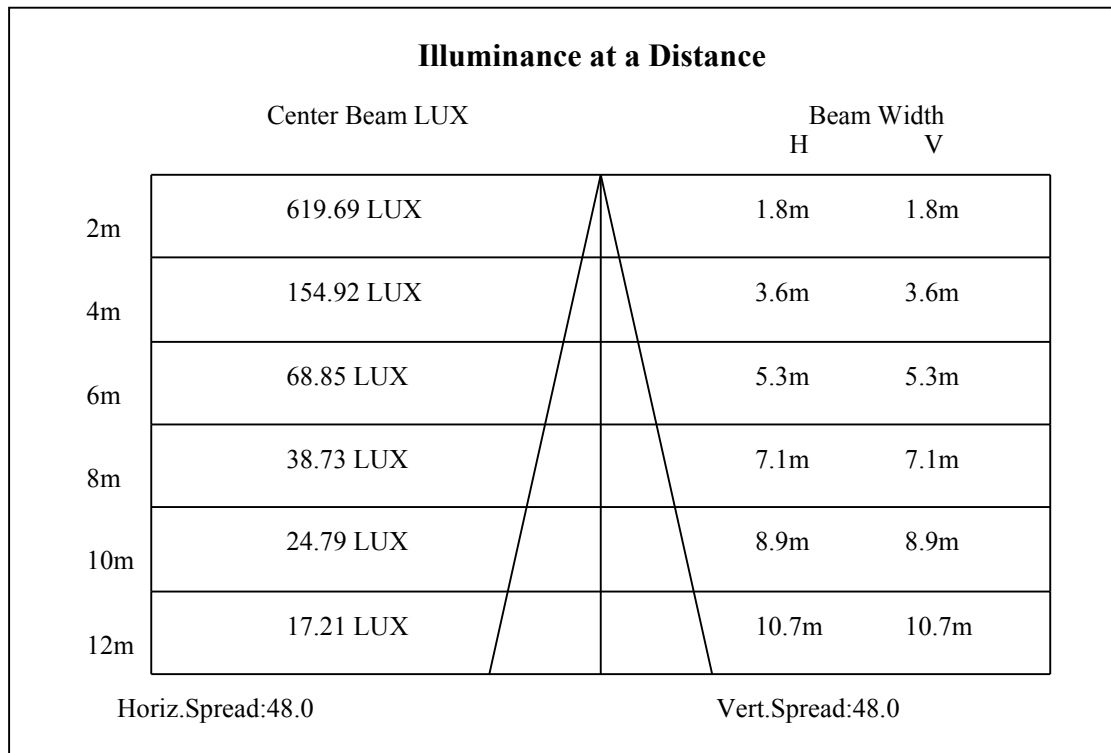 Illuminance at a Distance
Center Beam LUX Beam Width
H V
2m 619.69 LUX 1.8m 1.8m
4m 154.92 LUX 3.6m 3.6m
6m 68.85 LUX 5.3m 5.3m
8m 38.73 LUX 7.1m 7.1m
10m 24.79 LUX 8.9m 8.9m
12m 17.21 LUX 10.7m 10.7m
Horiz.Spread:48.0 Vert.Spread:48.0